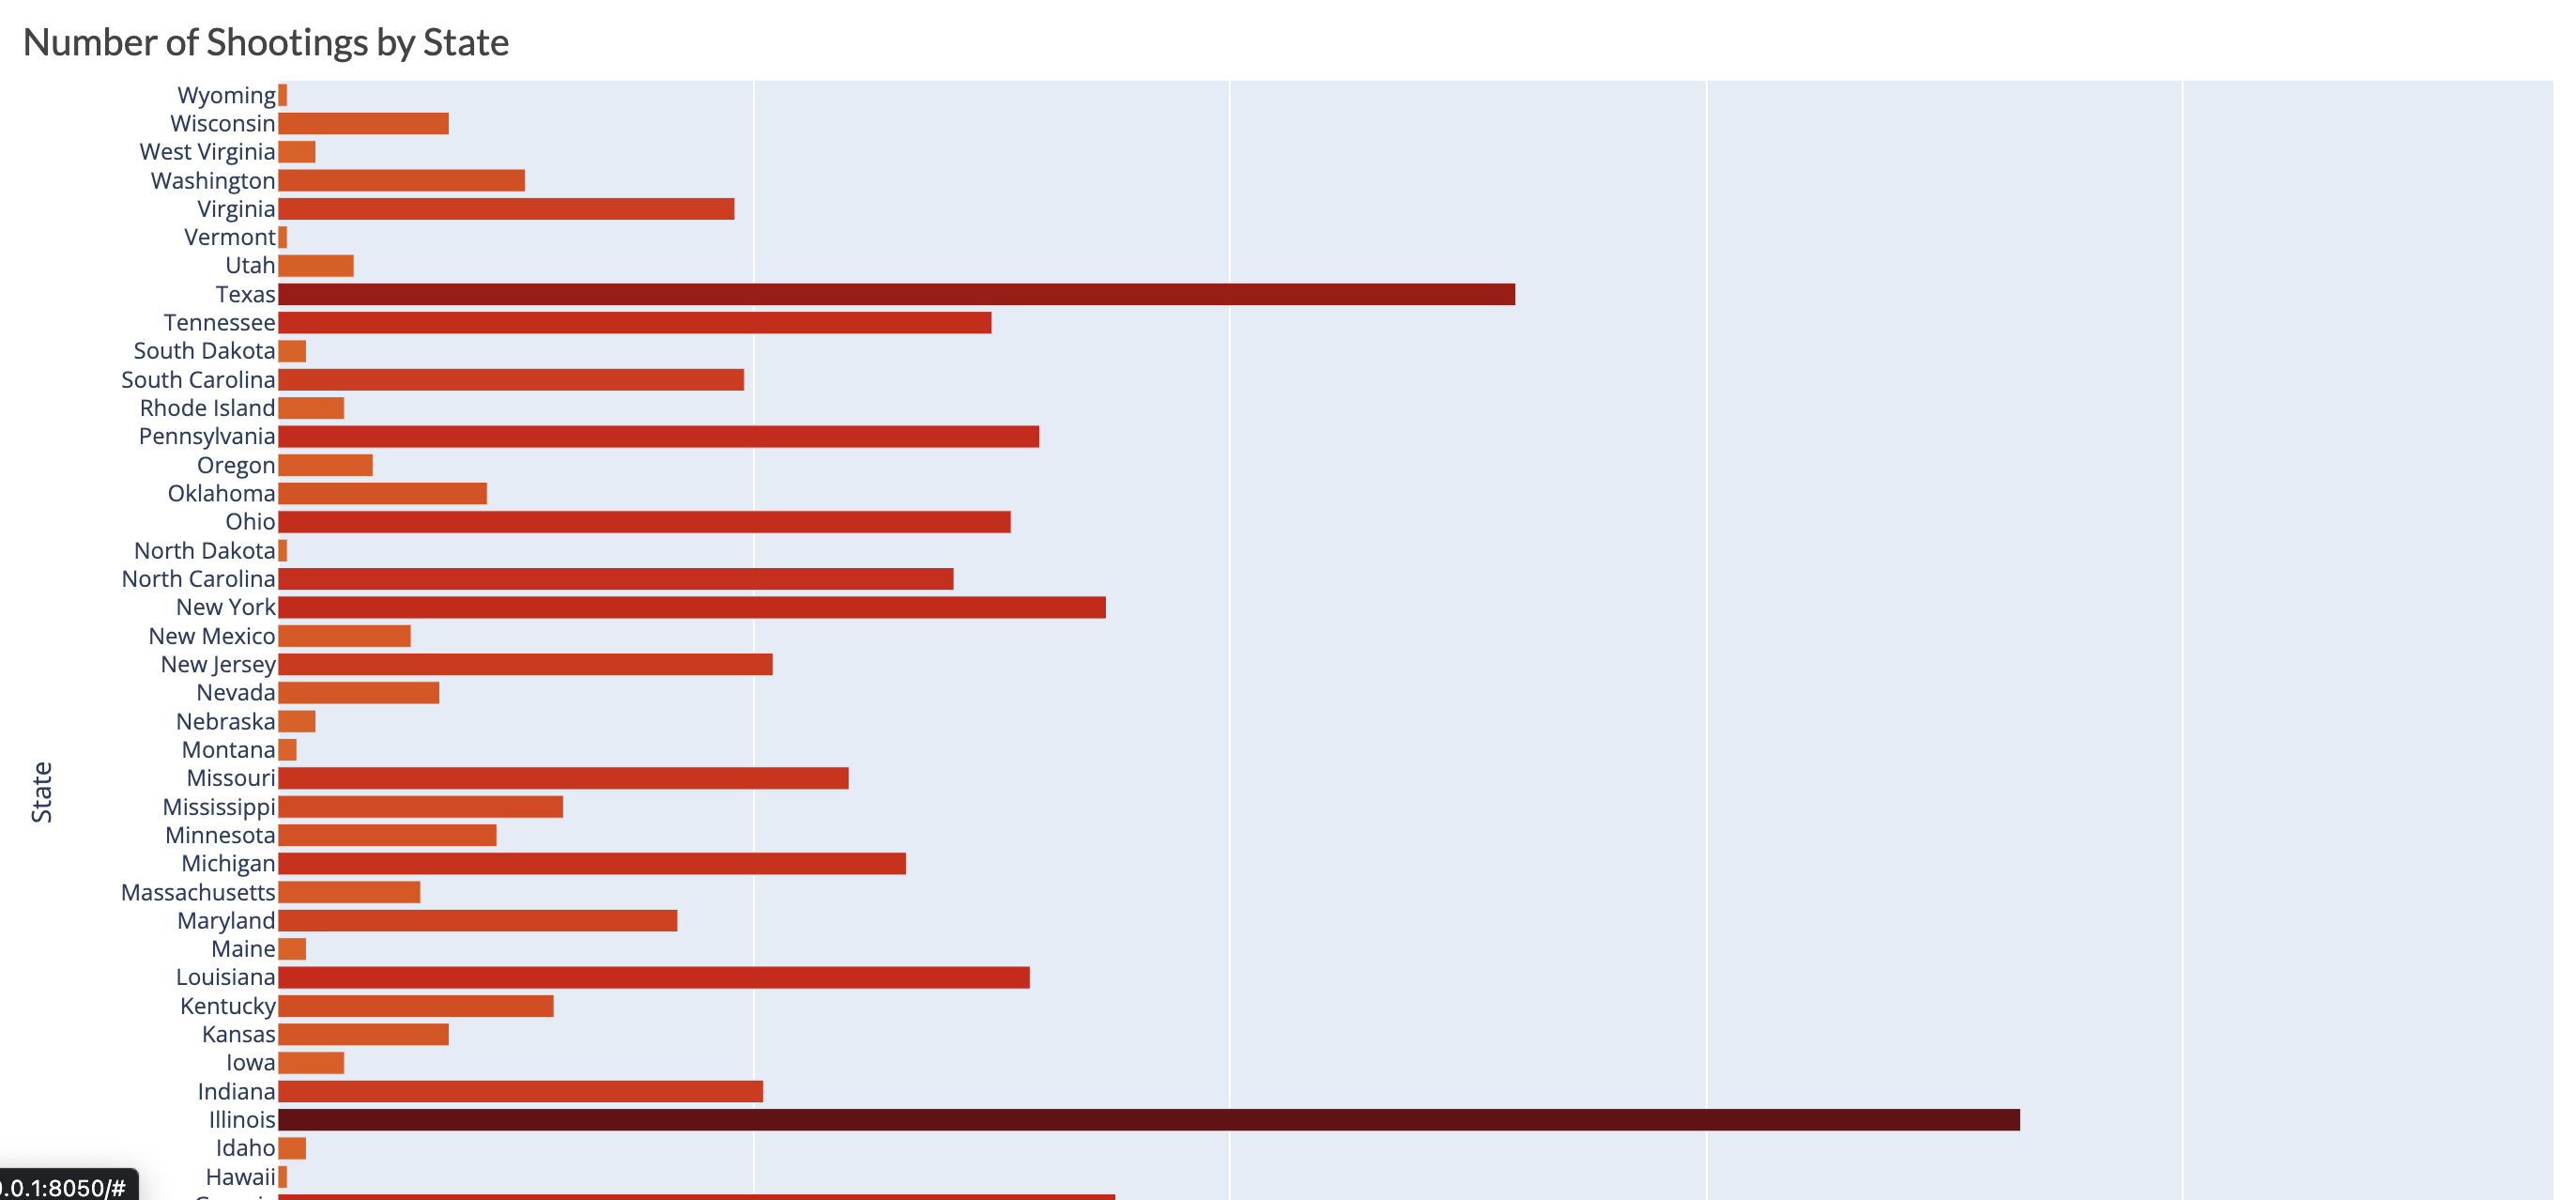 Number of Shootings by State
Wyoming
Wisconsin
West Virginia
Washington
Virginia
Vermont
Utah
Texas
Tennessee
South Dakota
South Carolina
Rhode Island
Pennsylvania
Oregon
Oklahoma
Ohio
North Dakota
North Carolina
New York
New Mexico
New Jersey
Nevada
Nebraska
Montana
Missouri
Mississippi
Minnesota
Michigan
Massachusetts
Maryland
Maine
Louisiana
Kentucky
Kansas
Iowa
Indiana
Illinois
Idaho
Hawaii
State
.0.1:8050/#